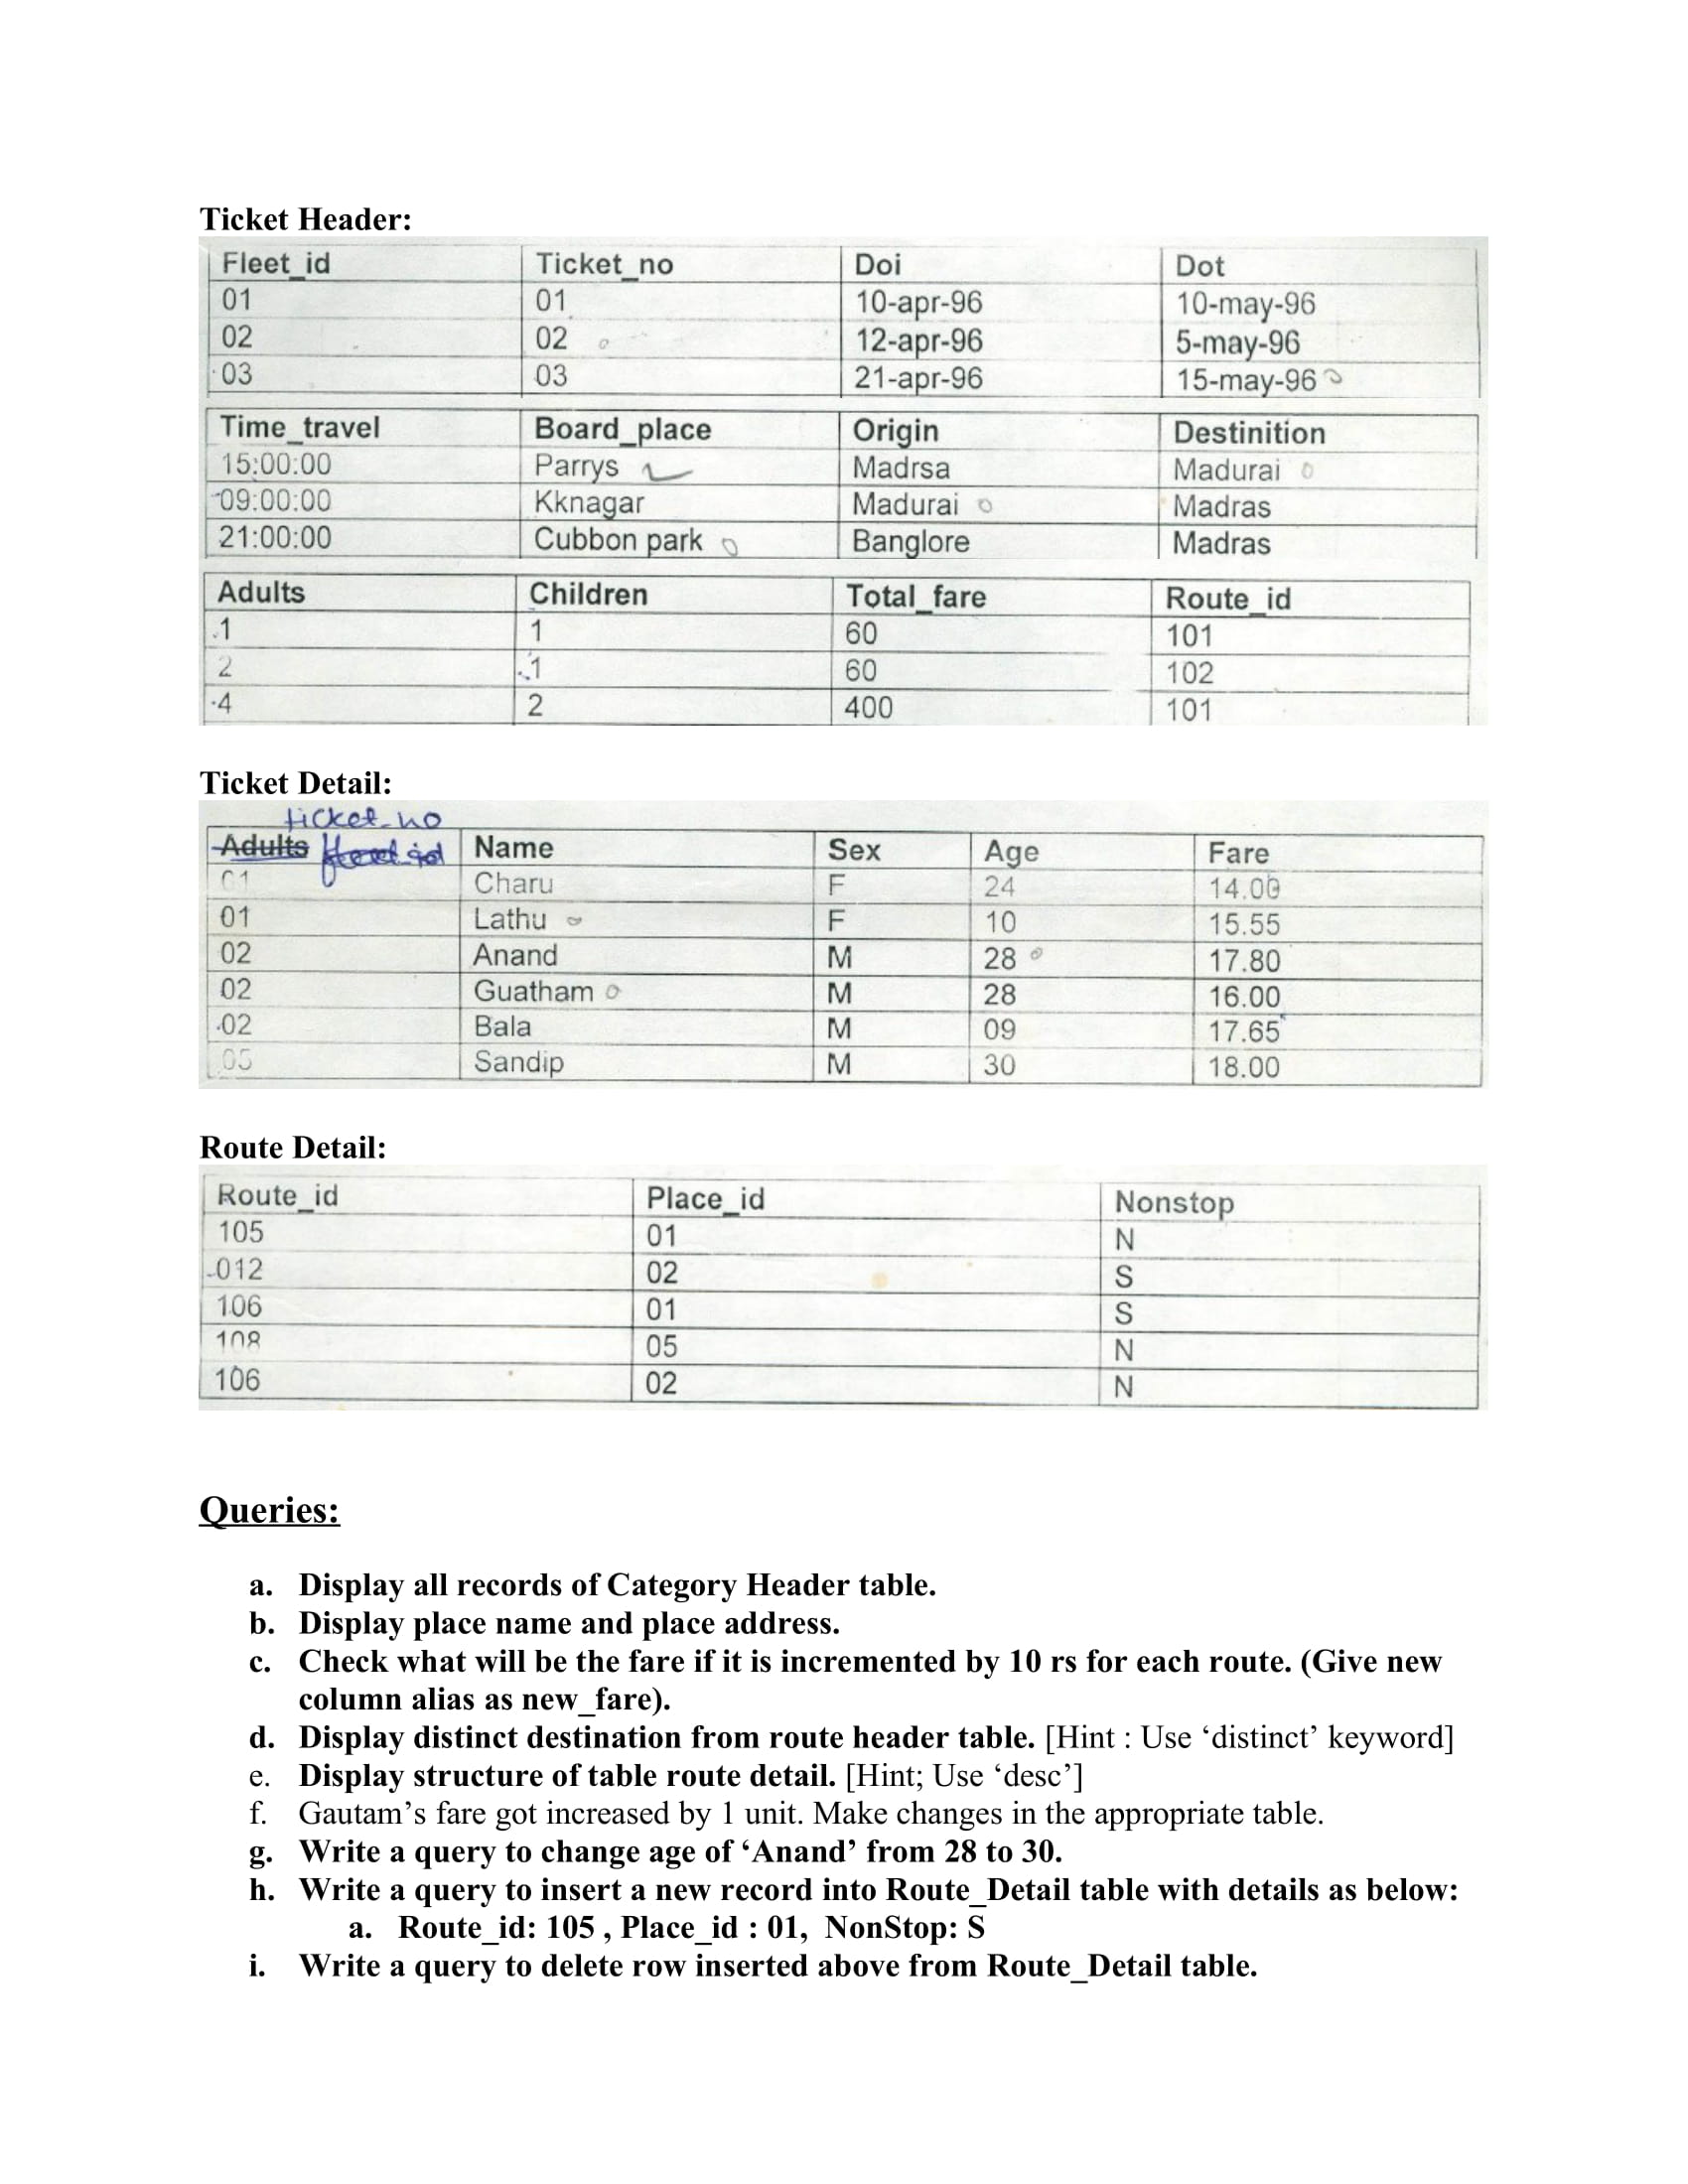 Ticket Header:
Fleet_id Ticket_no Doi Dot
01 01 10-apr-96 10-may-96
02 02 12-apr-96 5-may-96
03 03 21-apr-96 15-may-96
Time_travel Board_place Origin Destinition
15:00:00 Parrys Madrsa Madurai
09:00:00 Kknagar Madurai Madras
21:00:00 Cubbon park Banglore Madras
Adults Children Total_fare Route_id
1 1 60 101
2 1 60 102
4 2 400 101
Ticket Detail:
ticket_no
Adults Name Sex Age Fare
01 Charu F 24 14.00
01 Lathu F 10 15.55
02 Anand M 28 17.80
02 Guatham M 28 16.00
02 Bala M 09 17.65
05 Sandip M 30 18.00
Route Detail:
Route_id Place_id Nonstop
105 01 N
012 02 S
106 01 S
108 05 N
106 02 N
Queries:
a. Display all records of Category Header table.
b. Display place name and place address.
c. Check what will be the fare if it is incremented by 10 rs for each route. (Give new
column alias as new_fare).
d. Display distinct destination from route header table. [Hint : Use ‘distinct’ keyword]
e. Display structure of table route detail. [Hint; Use ‘desc’]
f. Gautam’s fare got increased by 1 unit. Make changes in the appropriate table.
g. Write a query to change age of ‘Anand’ from 28 to 30.
h. Write a query to insert a new record into Route_Detail table with details as below:
a. Route_id: 105 , Place_id : 01, NonStop: S
i. Write a query to delete row inserted above from Route_Detail table.